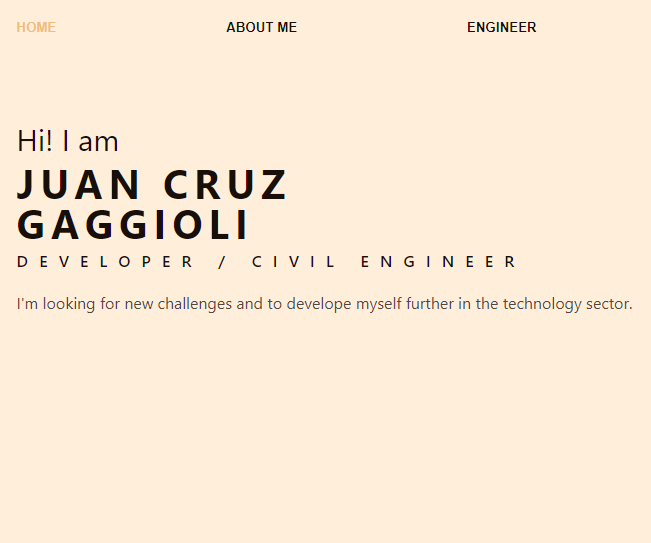 HOME ABOUT ME ENGINEER
Hi! I am
JUAN CRUZ
GAGGIOLI
DEVELOPER / CIVIL ENGINEER
I'm looking for new challenges and to develope myself further in the technology sector.